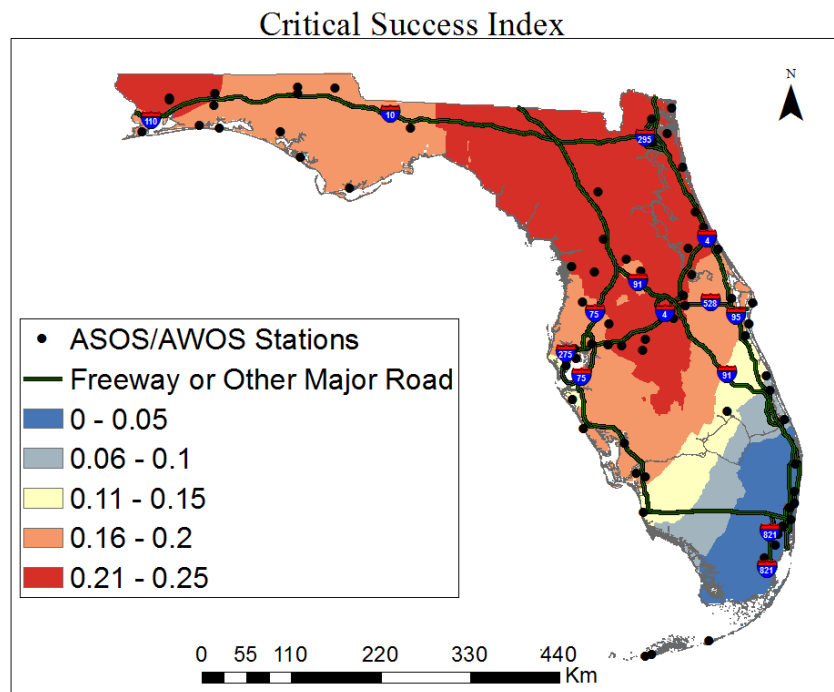 Critical Success Index
N
110
10
295
4
91
528
75
4
95
275
75
91
ASOS/AWOS Stations
Freeway or Other Major Road
0 - 0.05
0.06 - 0.1
0.11 - 0.15
0.16 - 0.2
0.21 - 0.25
821
821
0 55 110 220 330 440
Km